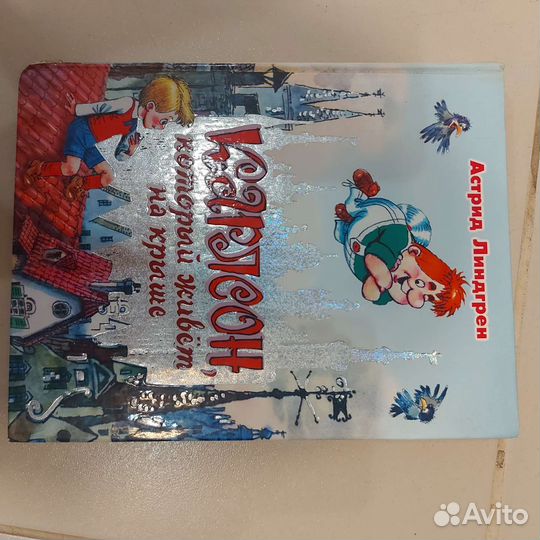 Астрид Линдгрен
Карлсон,
который живёт
на крыше
Avito